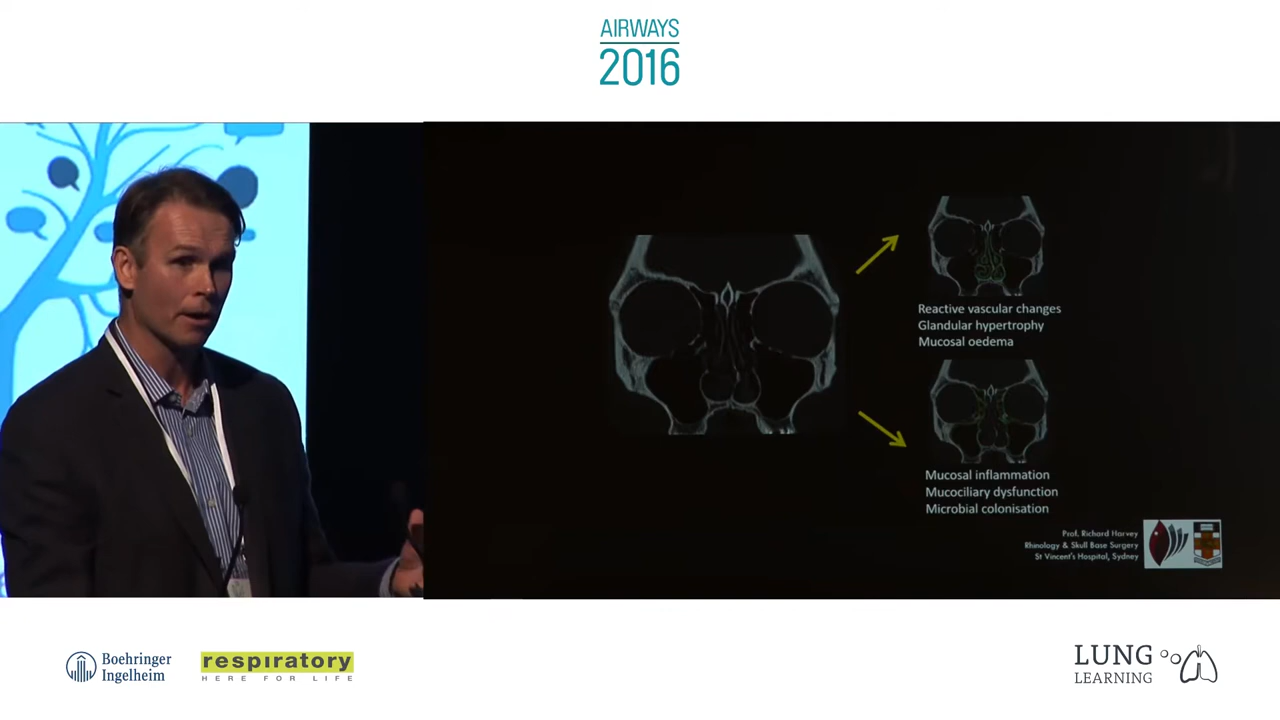 AIRWAYS
2016
Reactive vascular changes
Glandular hypertrophy
Mucosal oedema
Mucosal inflammation
Mucociliary dysfunction
Microbial colonisation
Prof. Richard Harvey
Rhinology & Skull Base Surgery
St Vincent's Hospital, Sydney
Boehringer
Ingelheim
respiratory
HERE FOR LIFE
LUNG
LEARNING